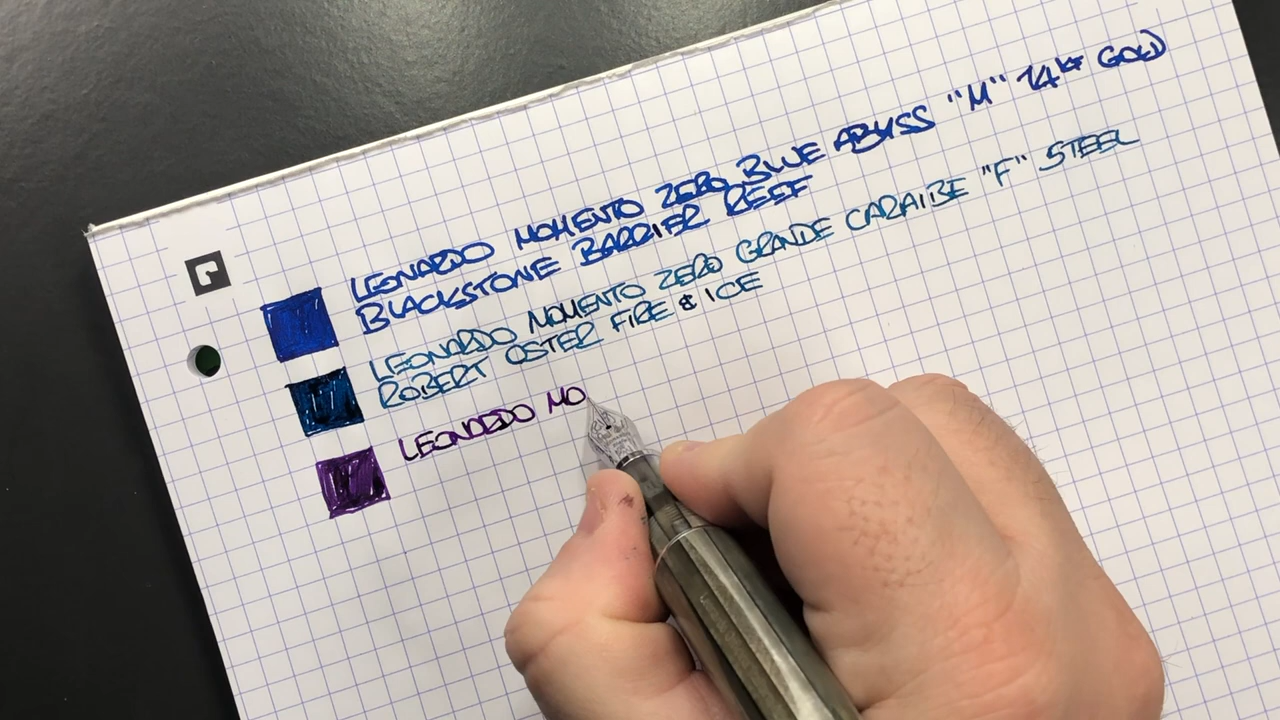 LEONARDO MOMENTO ZERO BLUE ABYSS "M" 14kt GOLD
BLACKSTONE BARRIER REEF
LEONARDO MOMENTO ZERO GRANDE CARAIBE "F" STEEL
ROBERT OSTER FIRE & ICE
LEONARDO MO